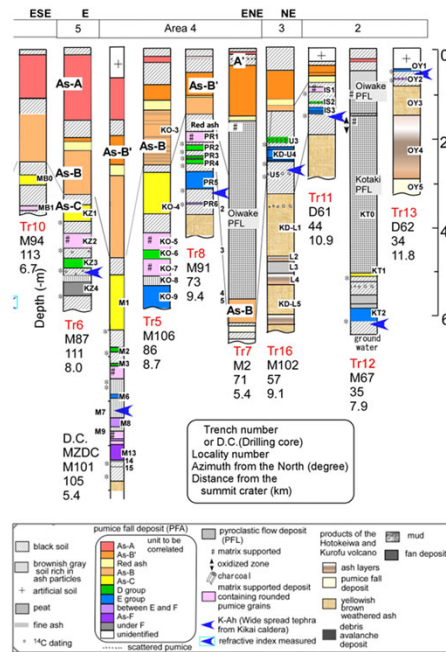 ESE E ENE NE
5 Area 4 3 2
As-A
As-B' 
As-B'
A'
As-B
As-B
As-C
As-B
Red ash
KO-3
PR1
PR2
PR3
PR4
PR5
PR6
KO-4
KO-5
KO-6
KO-7
KO-8
KO-9
MB0
MB1
KZ1
KZ2
KZ3
KZ4
M1
M2
M3
M6
M7
M8
M9
M13
14
15
Oiwake
PFL
2
3
4
5
U3
KD-U4
U5
KD-L1
L2
L3
L4
KD-L5
IS1
IS2
IS3
Oiwake
PFL
Kotaki
PFL
KT0
KT1
KT2
ground
water
OY1
OY2
OY3
OY4
OY5
0
2
4
6
Depth (-m)
Tr10
M94
113
6.7
Tr6
M87
111
8.0
D.C.
MZDC
M101
105
5.4
Tr5
M106
86
8.7
Tr8
M91
73
9.4
Tr7
M2
71
5.4
Tr16
M102
57
9.1
Tr11
D61
44
10.9
Tr12
M67
35
7.9
Tr13
D62
34
11.8
Trench number
or D.C.(Drilling core)
Locality number
Azimuth from the North (degree)
Distance from the
summit crater (km)
black soil
brownish gray
soil rich in
ash particles
artificial soil
peat
fine ash
14C dating
pumice fall deposit (PFA)
unit to be
correlated
As-A
As-B'
Red ash
As-B
As-C
D group
E group
between E and F
As-F
under F
unidentified
scattered pumice
pyroclastic flow deposit
(PFL)
matrix supported
oxidized zone
charcoal
matrix supported deposit
containing rounded
pumice grains
K-Ah (Wide spread tephra
from Kikai caldera)
refractive index measured
products of the
Hotokeiwa and
Kurofu volcano
ash layers
pumice fall
deposit
yellowish
brown
weathered ash
debris
avalanche
deposit
mud
fan deposit